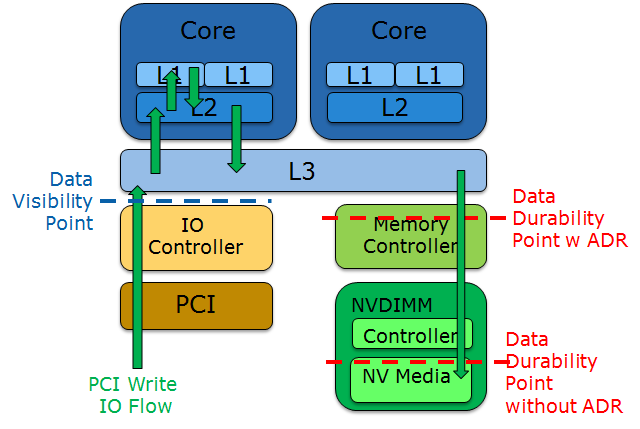 Core
L1 L1
L2
Core
L1 L1
L2
L3
Data
Visibility
Point
IO
Controller
PCI
PCI Write
IO Flow
Memory
Controller
Data
Durability
Point w ADR
NVDIMM
Controller
NV Media
Data
Durability
Point
without ADR